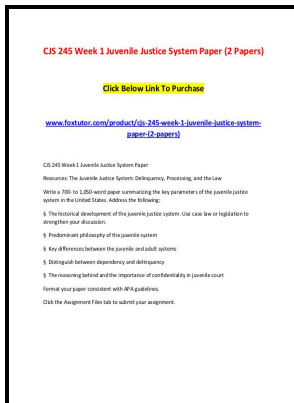 CJS 245 Week 1 Juvenile Justice System Paper (2 Papers)
Click Below Link To Purchase
www.foxtutor.com/product/cjs-245-week-1-juvenile-justice-system-
paper-(2-papers)
CJS 245 Week 1 Juvenile Justice System Paper
Resources: The Juvenile Justice System: Delinquency, Processing, and the Law
Write a 700- to 1,050-word paper summarizing the key parameters of the juvenile justice
system in the United States. Address the following:
§ The historical development of the juvenile justice system. Use case law or legislation to
strengthen your discussion.
§ Predominant philosophy of the juvenile system
§ Key differences between the juvenile and adult systems
§ Distinguish between dependency and delinquency
§ The reasoning behind and the importance of confidentiality in juvenile court
Format your paper consistent with APA guidelines.
Click the Assignment Files tab to submit your assignment.